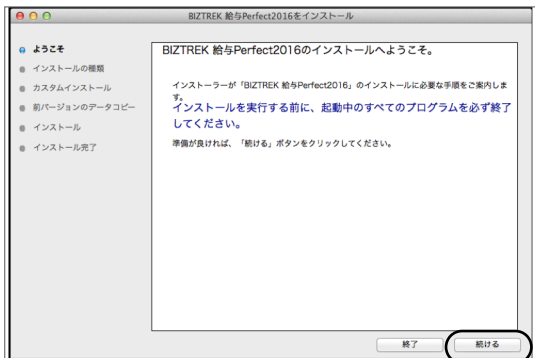 BIZTREK 給与Perfect2016をインストール
ようこそ
インストールの種類
カスタムインストール
前バージョンのデータコピー
インストール
インストール完了
BIZTREK 給与Perfect2016のインストールへようこそ。
インストーラーが「BIZTREK 給与Perfect2016」のインストールに必要な手順をご案内しま
す。
インストールを実行する前に、起動中のすべてのプログラムを必ず終了
してください。
準備が良ければ、「続ける」ボタンをクリックしてください。
終了
続ける